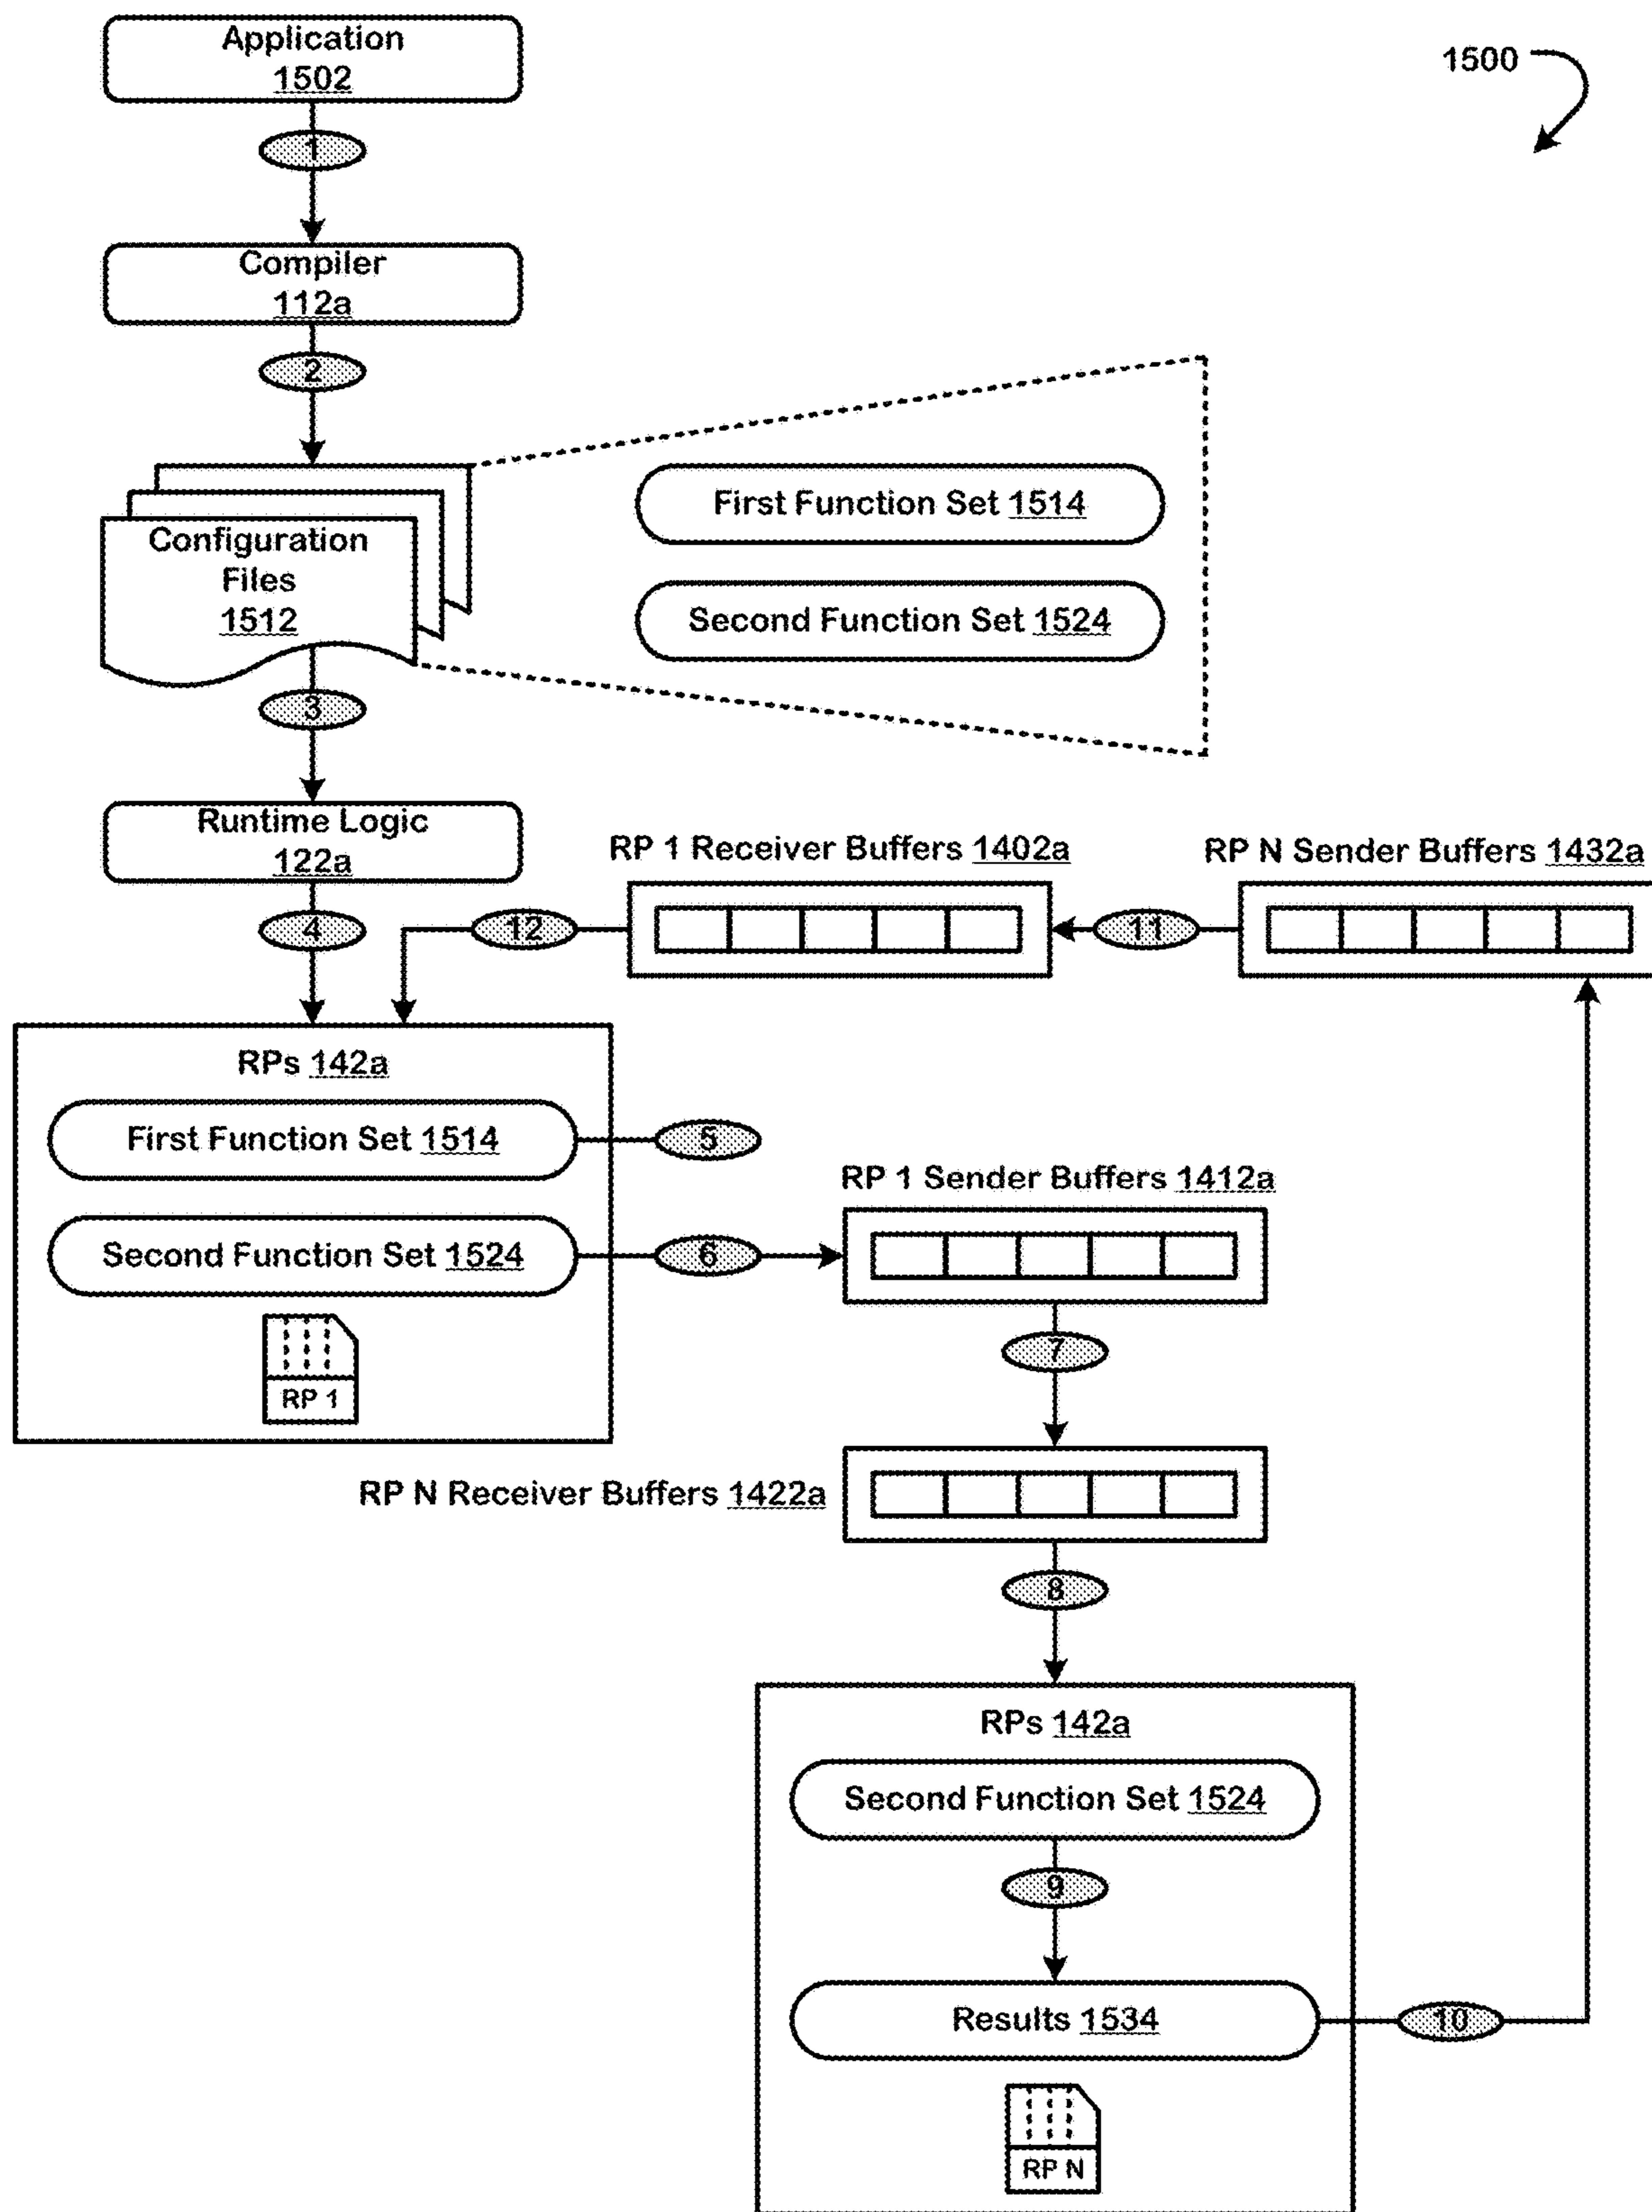 Application
1502
1500
1
Compiler
112a
2
First Function Set 1514
Configuration
Files
1512
Second Function Set 1524
3
Runtime Logic
122a
RP 1 Receiver Buffers 1402a
RP N Sender Buffers 1432a
4
12
11
RPs 142a
First Function Set 1514
5
RP 1 Sender Buffers 1412a
Second Function Set 1524
6
7
RP 1
RP N Receiver Buffers 1422a
8
RPs 142a
Second Function Set 1524
9
Results 1534
10
RP N